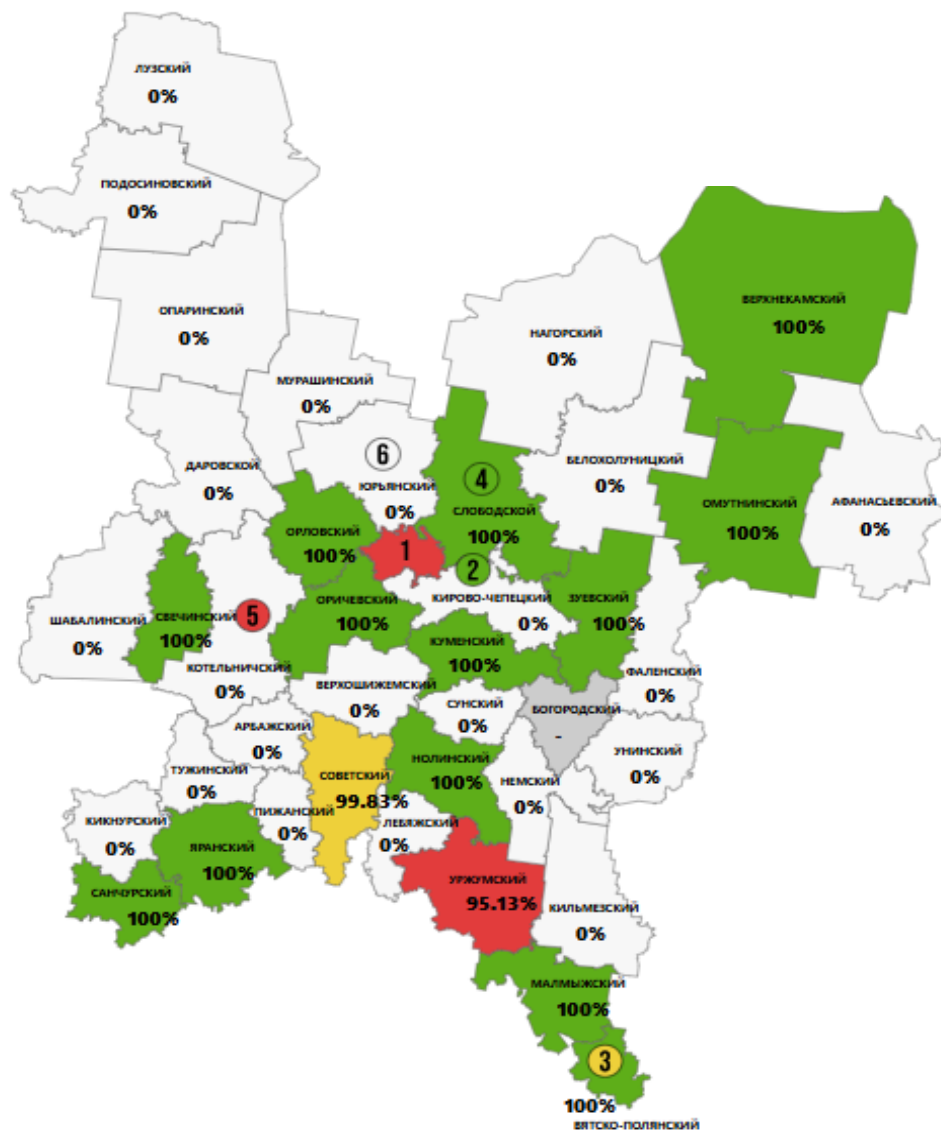 ЛУЗСКИЙ
0%
ПОДОСИНОВСКИЙ
0%
ОПАРИНСКИЙ
0%
ВЕРХНЕКАМСКИЙ
100%
НАГОРСКИЙ
0%
МУРАШИНСКИЙ
0%
6
ЮРЬЯНСКИЙ
0%
4
СЛОБОДСКОЙ
100%
БЕЛОХОЛУНИЦКИЙ
0%
ДАРОВСКОЙ
0%
ОМУТНИНСКИЙ
100%
АФАНАСЬЕВСКИЙ
0%
ОРЛОВСКИЙ
100%
1
2
КИРОВО-ЧЕПЕЦКИЙ
0%
ЗУЕВСКИЙ
100%
ШАБАЛИНСКИЙ
0%
СВЕЧИНСКИЙ
100%
5
ОРИЧЕВСКИЙ
100%
КУМЕНСКИЙ
100%
КОТЕЛЬНИЧСКИЙ
0%
ВЕРХОШИЖЕМСКИЙ
0%
СУНСКИЙ
0%
БОГОРОДСКИЙ
-
ФАЛЕНСКИЙ
0%
АРБАЖСКИЙ
0%
УНИНСКИЙ
0%
ТУЖИНСКИЙ
0%
СОВЕТСКИЙ
99.83%
НОЛИНСКИЙ
100%
НЕМСКИЙ
0%
КИКНУРСКИЙ
0%
ПИЖАНСКИЙ
0%
ЛЕБЯЖСКИЙ
0%
ЯРАНСКИЙ
100%
САНЧУРСКИЙ
100%
УРЖУМСКИЙ
95.13%
КИЛЬМЕЗСКИЙ
0%
МАЛМЫЖСКИЙ
100%
3
100%
ВЯТСКО-ПОЛЯНСКИЙ